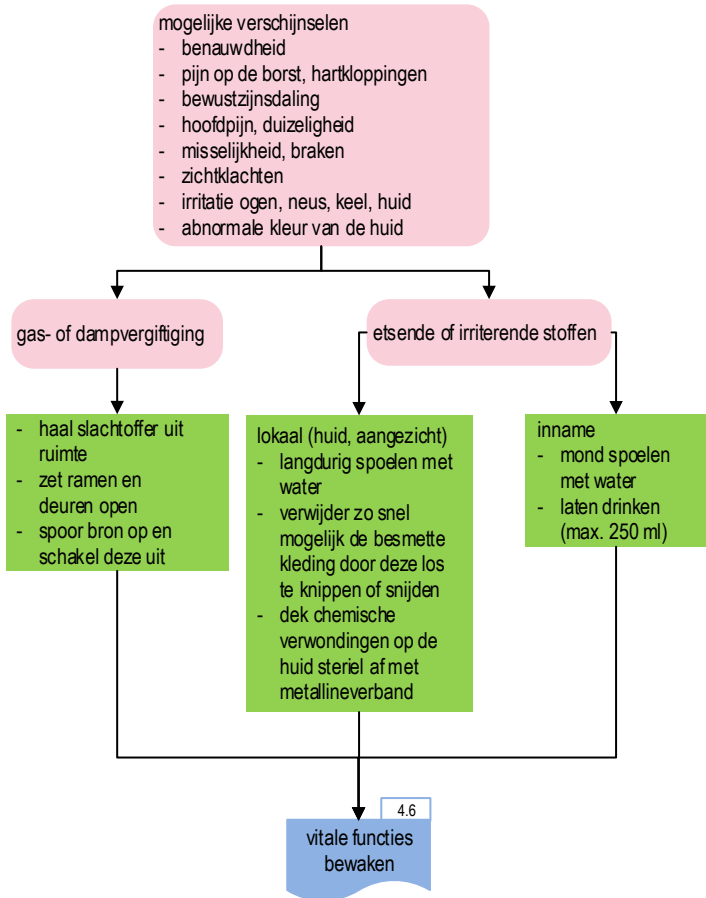 mogelijke verschijnselen
- benauwdheid
- pijn op de borst, hartkloppingen
- bewustzijnsdaling
- hoofdpijn, duizeligheid
- misselijkheid, braken
- zichtklachten
- irritatie ogen, neus, keel, huid
- abnormale kleur van de huid
gas- of dampvergiftiging
etsende of irriterende stoffen
- haal slachtoffer uit
ruimte
- zet ramen en
deuren open
- spoor bron op en
schakel deze uit
lokaal (huid, aangezicht)
- langdurig spoelen met
water
- verwijder zo snel
mogelijk de besmette
kleding door deze los
te knippen of snijden
- dek chemische
verwondingen op de
huid steriel af met
metallineverband
inname
- mond spoelen
met water
- laten drinken
(max. 250 ml)
4.6
vitale functies
bewaken